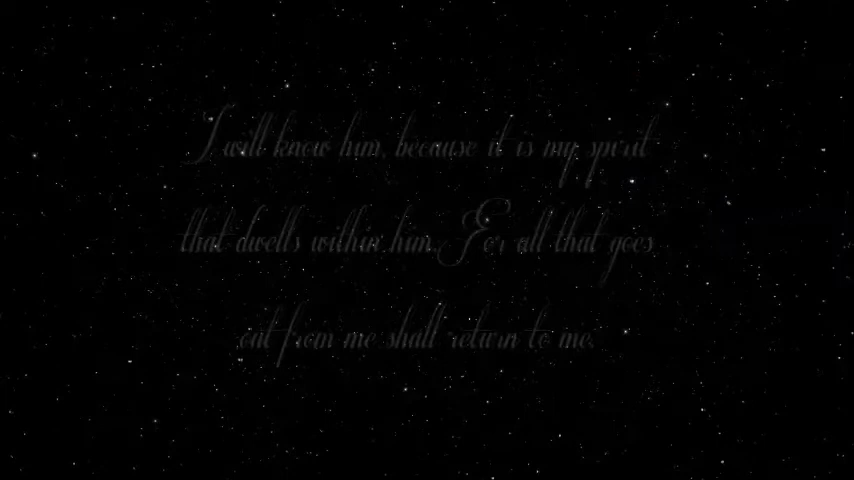 I will know him, because it is my spirit
that dwells within him. For all that goes
out from me shall return to me.